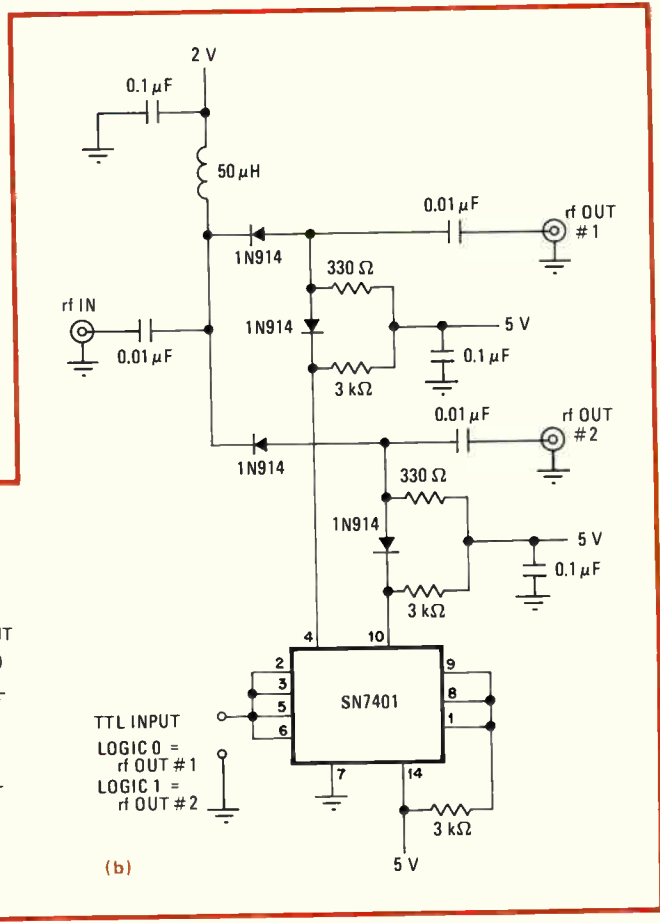 2 V
0.1 μF
50 μH
0.01 μF
rf OUT
#1
1N914
330 Ω
rf IN
1N914
5 V
0.01 μF
0.1 μF
3 kΩ
0.01 μF
rf OUT
#2
1N914
330 Ω
1N914
5 V
0.1 μF
3 kΩ
4
10
2
3
5
6
SN7401
9
8
1
7
14
TTL INPUT
LOGIC 0 =
rf OUT #1
LOGIC 1 =
rf OUT #2
3 kΩ
5 V
(b)